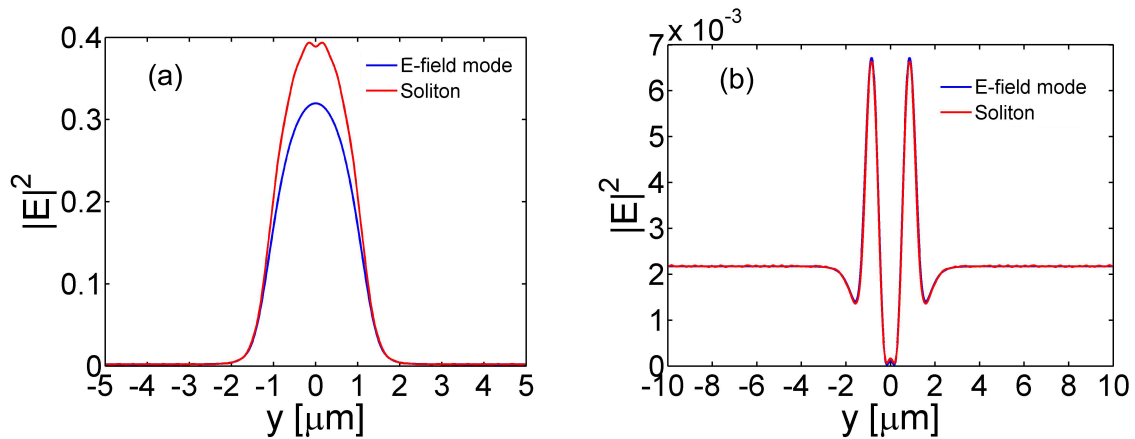 (a)
E-field mode
Soliton
|E|²
0.4
0.3
0.2
0.1
0
-5 -4 -3 -2 -1 0 1 2 3 4 5
y [μm]
(b)
x 10⁻³
E-field mode
Soliton
|E|²
7
6
5
4
3
2
1
0
-10 -8 -6 -4 -2 0 2 4 6 8 10
y [μm]